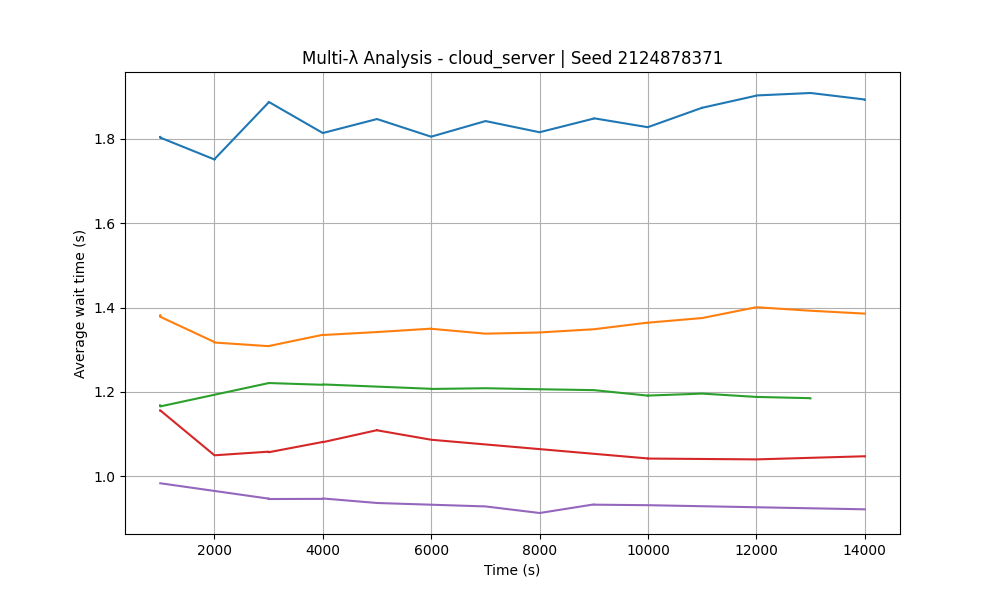 Multi-λ Analysis - cloud_server | Seed 2124878371
Average wait time (s)
1.8
1.6
1.4
1.2
1.0
2000 4000 6000 8000 10000 12000 14000
Time (s)